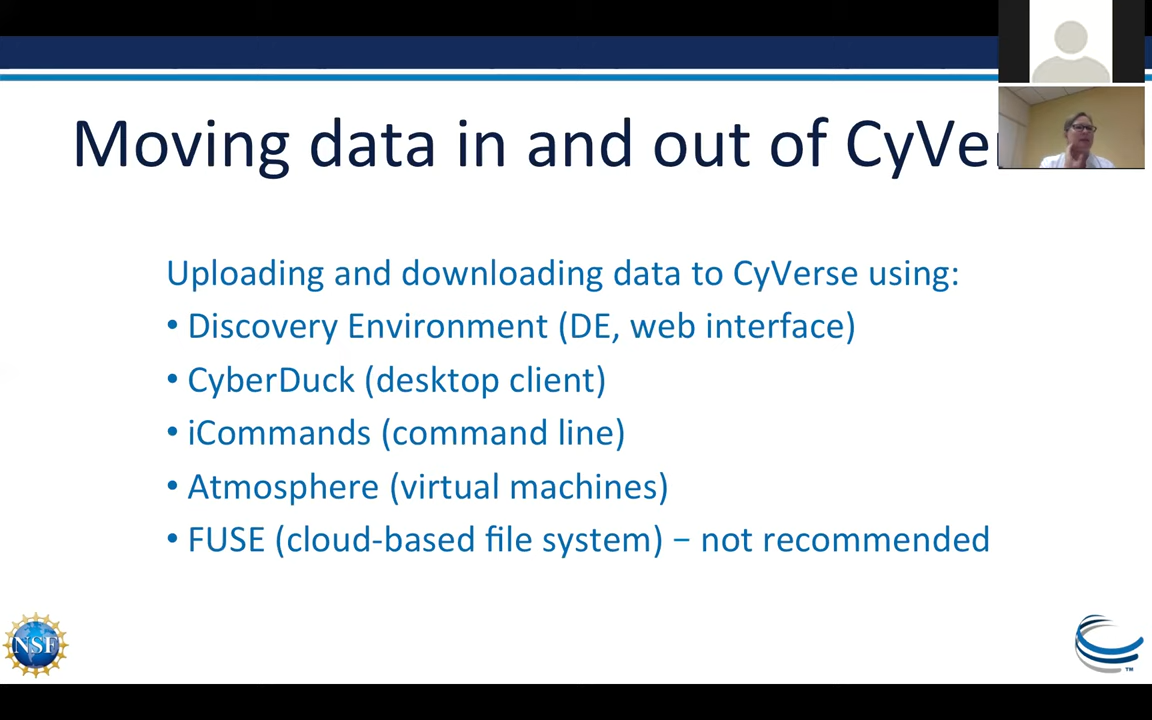 Moving data in and out of CyVe
Uploading and downloading data to CyVerse using:
• Discovery Environment (DE, web interface)
• CyberDuck (desktop client)
• iCommands (command line)
• Atmosphere (virtual machines)
• FUSE (cloud-based file system) – not recommended
NSF
TM